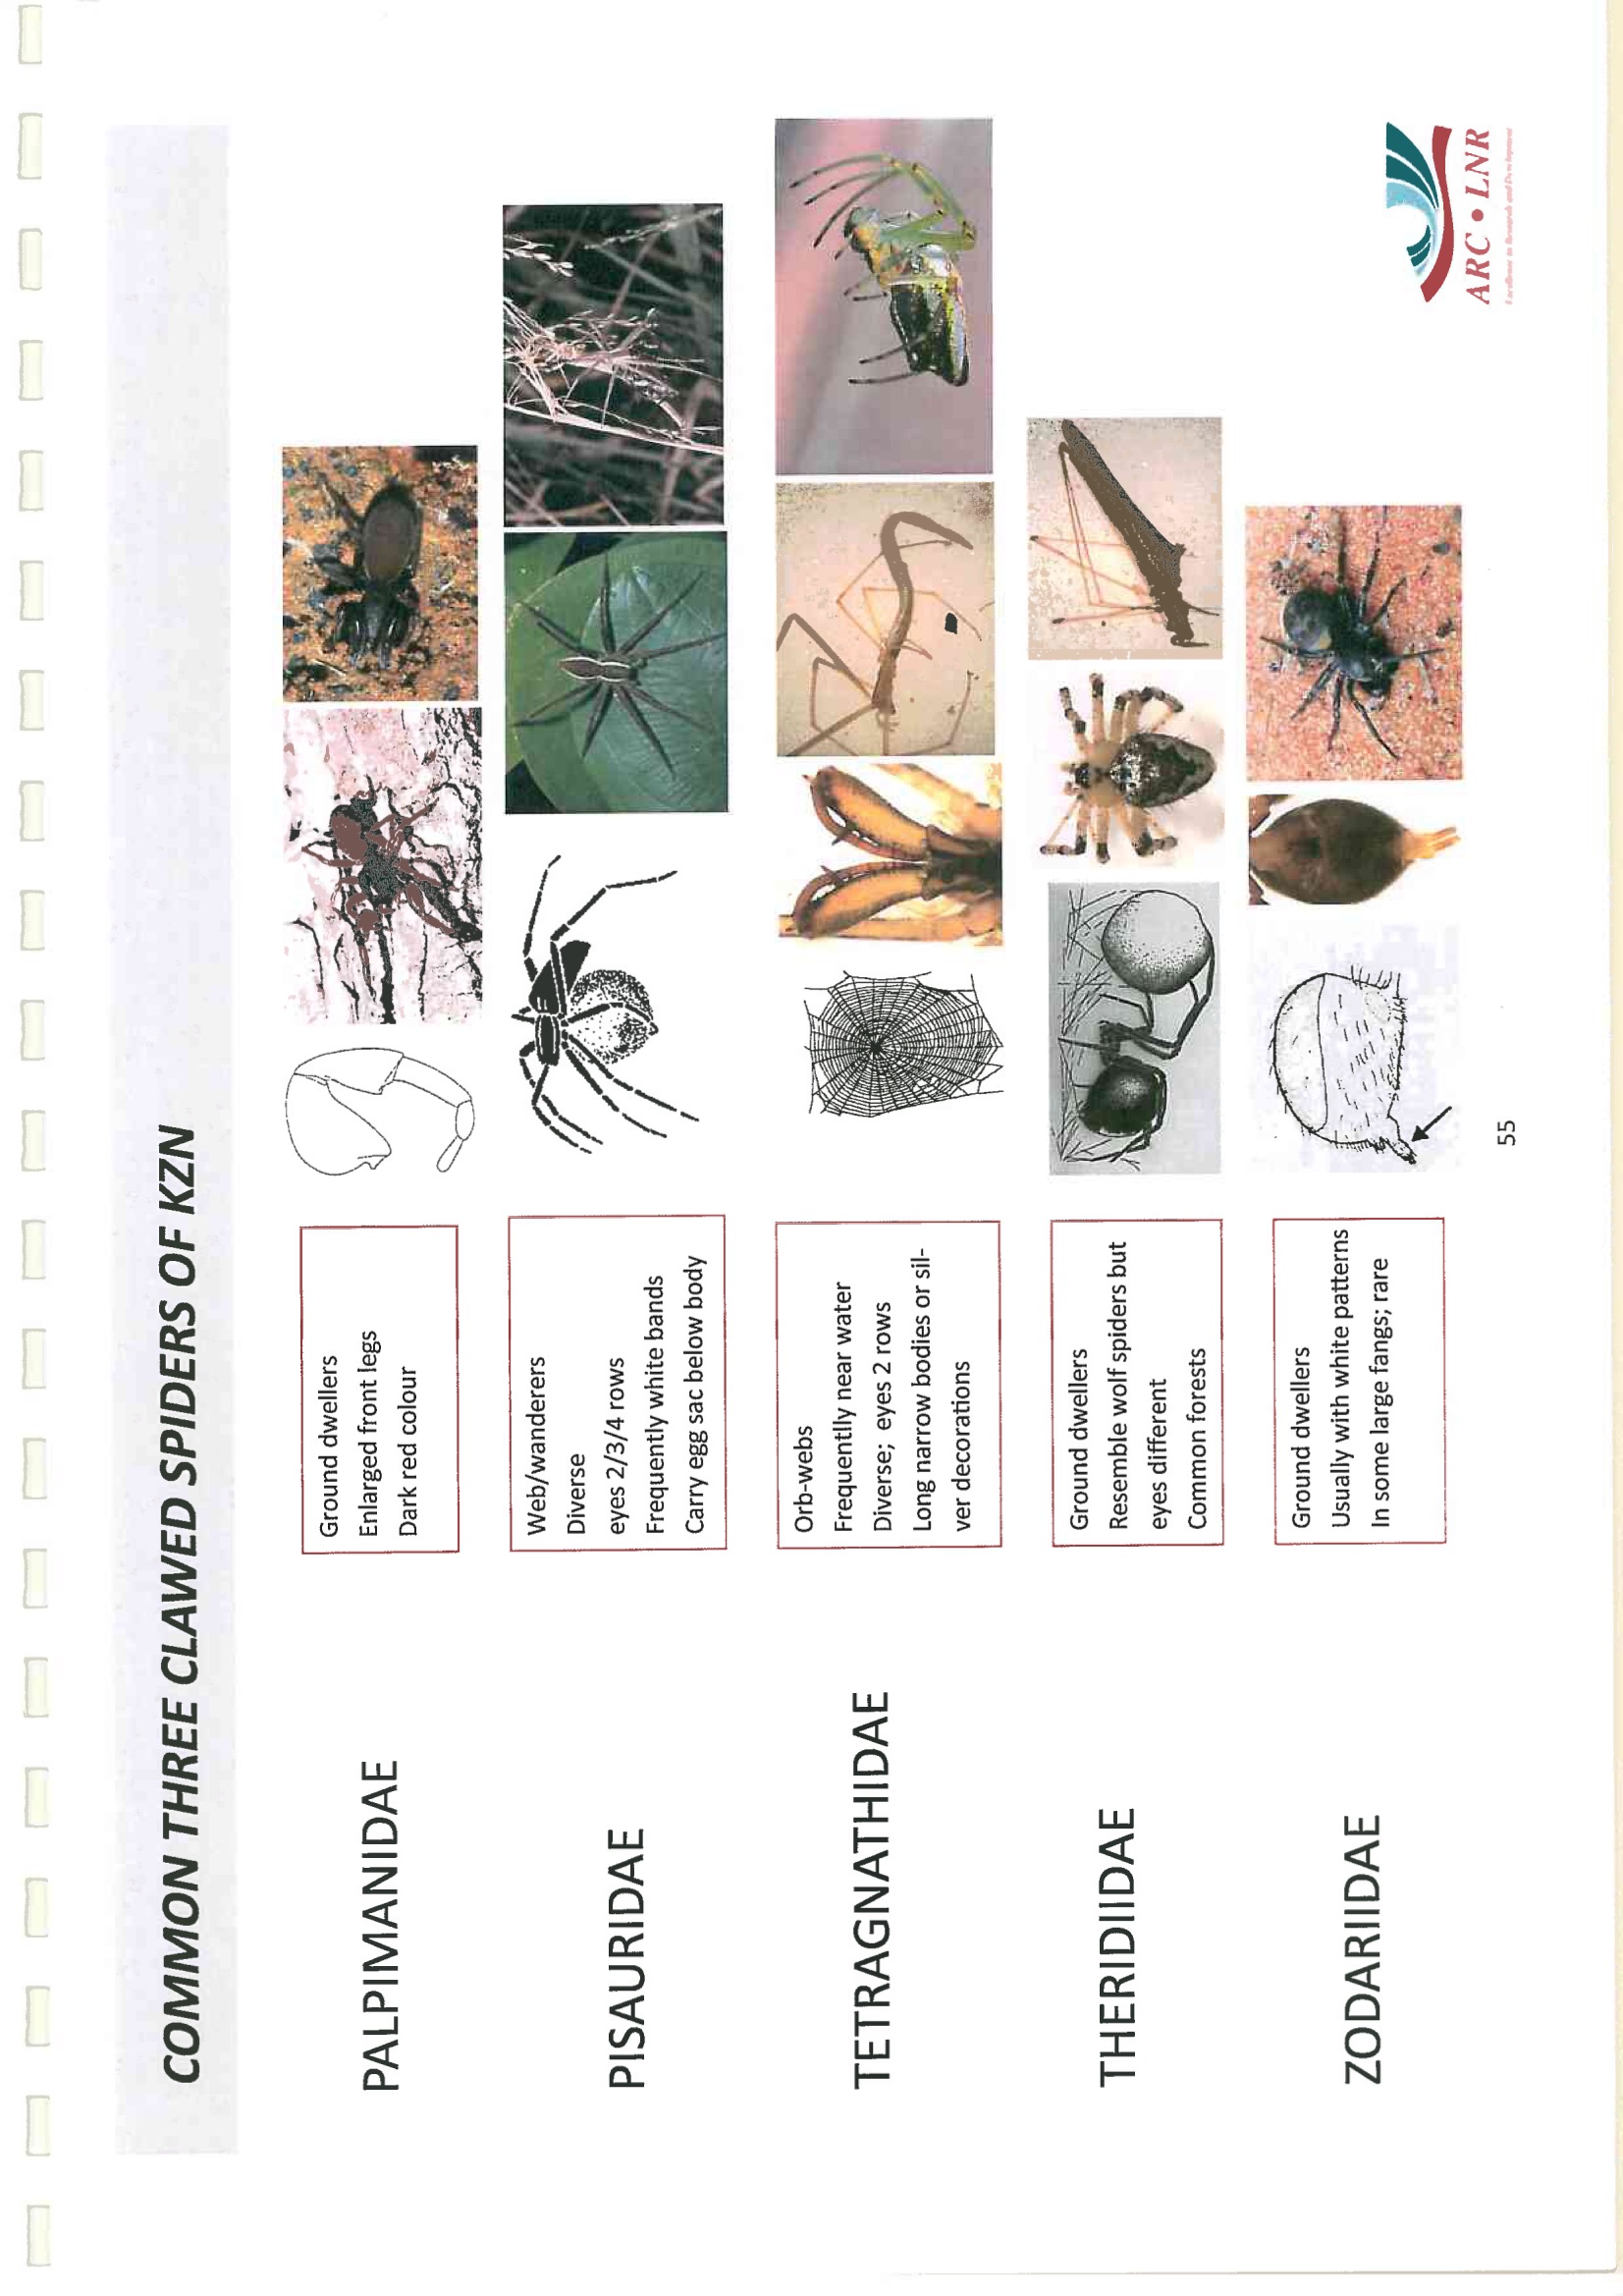 COMMON THREE CLAWED SPIDERS OF KZN
PALPIMANIDAE
Ground dwellers
Enlarged front legs
Dark red colour
PISAURIDAE
Web/wanderers
Diverse
eyes 2/3/4 rows
Frequently white bands
Carry egg sac below body
TETRAGNATHIDAE
Orb-webs
Frequentlly near water
Diverse; eyes 2 rows
Long narrow bodies or sil-
ver decorations
THERIDIIDAE
Ground dwellers
Resemble wolf spiders but
eyes different
Common forests
ZODARIIDAE
Ground dwellers
Usually with white patterns
In some large fangs; rare
55
ARC • LNR
Excellence in Research and Development